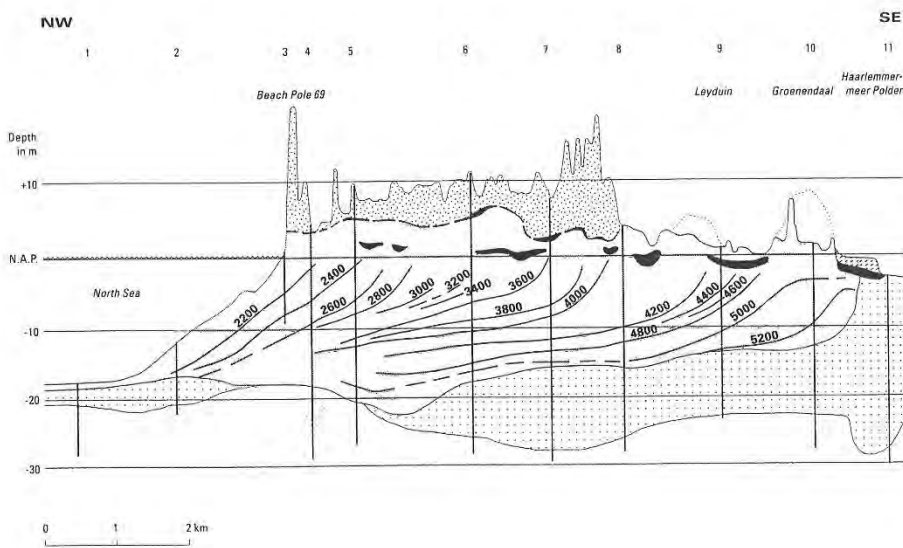 NW
SE
1 2 3 4 5 6 7 8 9 10 11
Beach Pole 69
Leyduin
Groenendaal
Haarlemmer-
meer Polder
Depth
in m
+10
N.A.P.
North Sea
-10
-20
-30
2200
2400
2600
2800
3000
3200
3400
3600
3800
4000
4200
4400
4600
4800
5000
5200
0 1 2 km